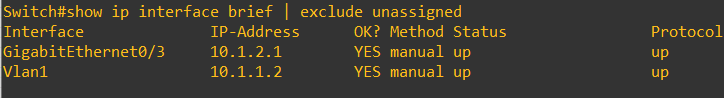 Switch#show ip interface brief | exclude unassigned
Interface IP-Address OK? Method Status Protocol
GigabitEthernet0/3 10.1.2.1 YES manual up up
Vlan1 10.1.1.2 YES manual up up